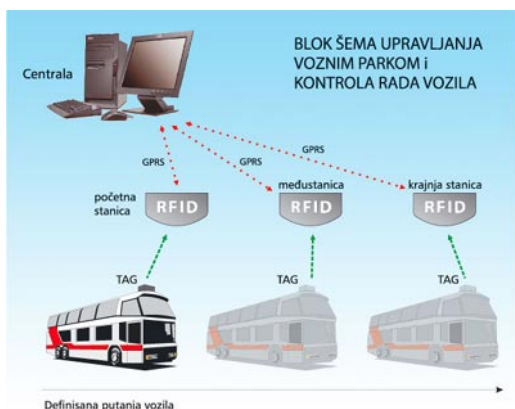 BLOK ŠEMA UPRAVLJANJA
VOZNIM PARKOM i
KONTROLA RADA VOZILA
Centrala
GPRS
GPRS
GPRS
početna
stanica
RFID
međustanica
RFID
krajnja stanica
RFID
TAG
TAG
TAG
Definisana putanja vozila